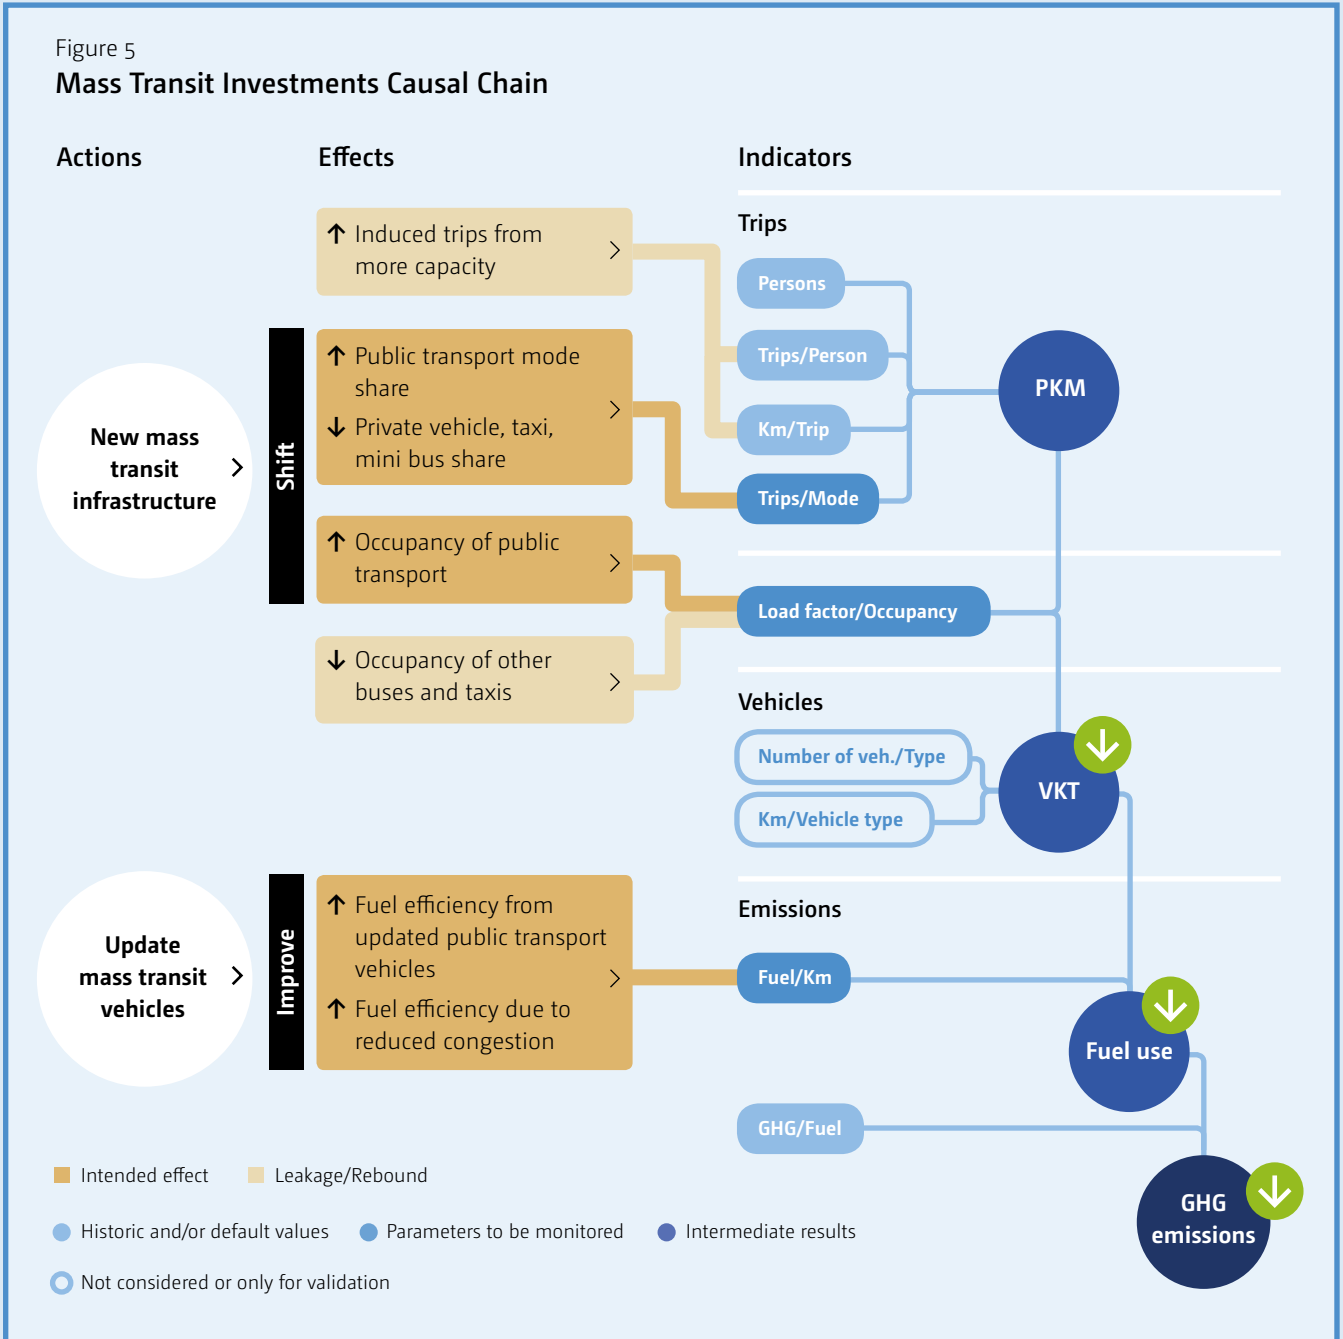 Figure 5
Mass Transit Investments Causal Chain
Actions
Effects
Indicators
Trips
↑ Induced trips from
more capacity
Persons
Trips/Person
Km/Trip
Trips/Mode
PKM
New mass
transit
infrastructure
Shift
↑ Public transport mode
share
↓ Private vehicle, taxi,
mini bus share
↑ Occupancy of public
transport
↓ Occupancy of other
buses and taxis
Load factor/Occupancy
Vehicles
Number of veh./Type
Km/Vehicle type
VKT
Update
mass transit
vehicles
Improve
↑ Fuel efficiency from
updated public transport
vehicles
↑ Fuel efficiency due to
reduced congestion
Emissions
Fuel/Km
Fuel use
GHG/Fuel
GHG
emissions
Intended effect
Leakage/Rebound
Historic and/or default values
Parameters to be monitored
Intermediate results
Not considered or only for validation